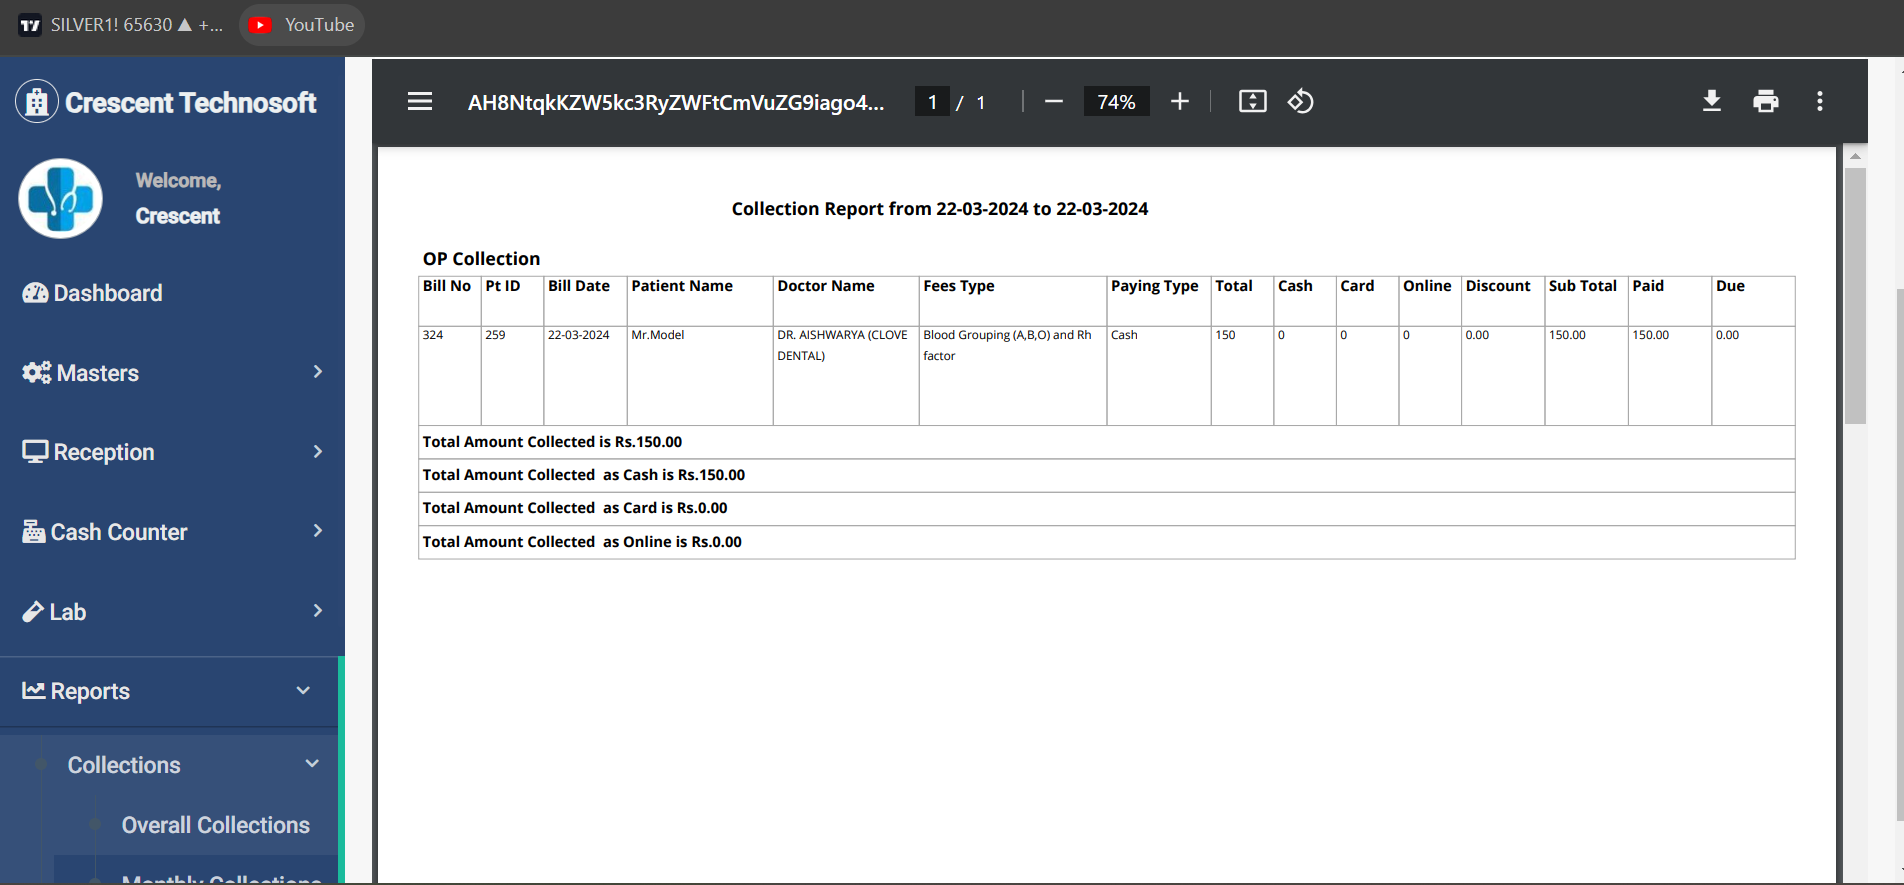 SILVER1! 65630 ▲ +...
YouTube
Crescent Technosoft
Welcome,
Crescent
Dashboard
Masters
Reception
Cash Counter
Lab
Reports
Collections
Overall Collections
Monthly Collections
AH8NtqkKZW5kc3RyZWFtCmVuZG9iago4...
1 / 1
74%
Collection Report from 22-03-2024 to 22-03-2024
OP Collection
Bill No Pt ID Bill Date Patient Name Doctor Name Fees Type Paying Type Total Cash Card Online Discount Sub Total Paid Due
324 259 22-03-2024 Mr.Model DR. AISHWARYA (CLOVE Blood Grouping (A,B,O) and Rh Cash 150 0 0 0 0.00 150.00 150.00 0.00
DENTAL) factor
Total Amount Collected is Rs.150.00
Total Amount Collected as Cash is Rs.150.00
Total Amount Collected as Card is Rs.0.00
Total Amount Collected as Online is Rs.0.00